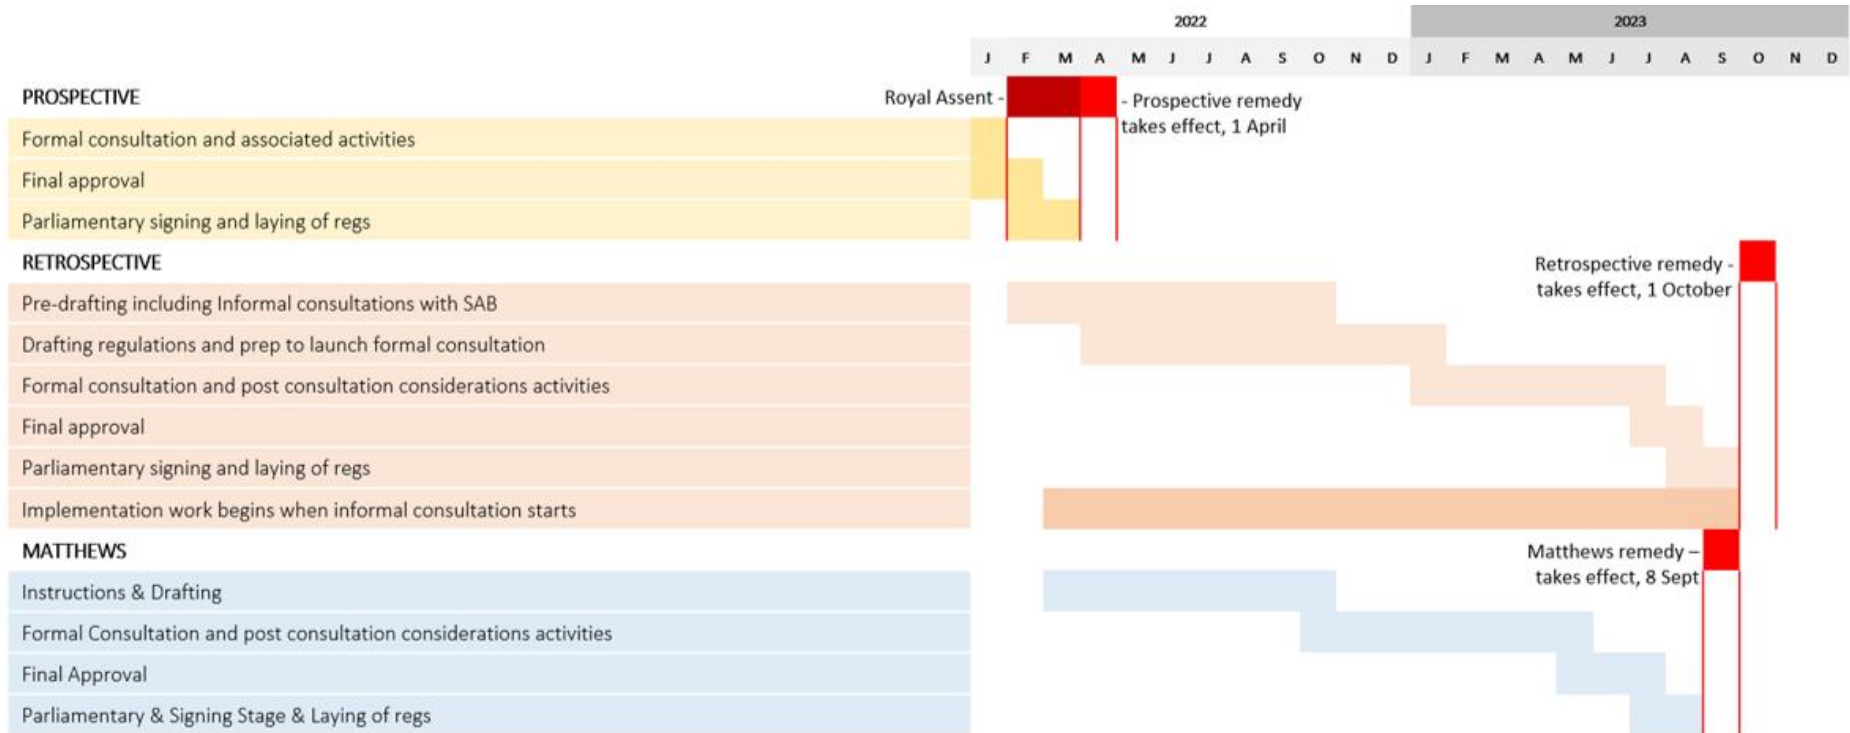 2022 2023
J F M A M J J A S O N D J F M A M J J A S O N D
PROSPECTIVE
Royal Assent -
- Prospective remedy
takes effect, 1 April
Formal consultation and associated activities
Final approval
Parliamentary signing and laying of regs
RETROSPECTIVE
Retrospective remedy -
takes effect, 1 October
Pre-drafting including Informal consultations with SAB
Drafting regulations and prep to launch formal consultation
Formal consultation and post consultation considerations activities
Final approval
Parliamentary signing and laying of regs
Implementation work begins when informal consultation starts
MATTHEWS
Matthews remedy –
takes effect, 8 Sept
Instructions & Drafting
Formal Consultation and post consultation considerations activities
Final Approval
Parliamentary & Signing Stage & Laying of regs